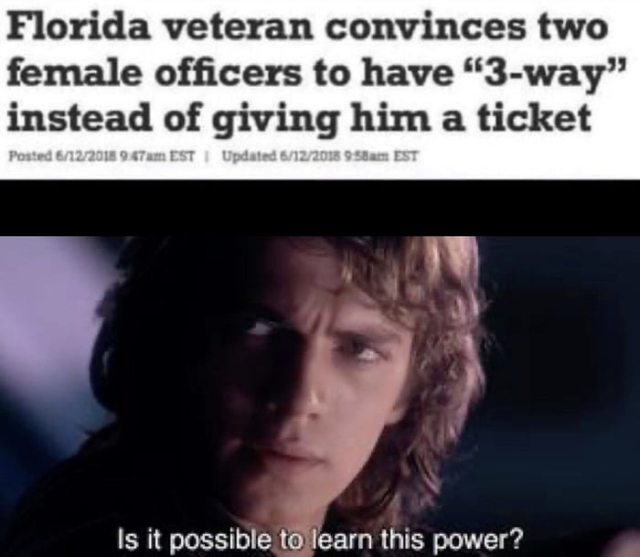 Florida veteran convinces two
female officers to have “3-way”
instead of giving him a ticket
Posted 6/12/2018 9:47am EST | Updated 6/12/2018 9:58am EST
Is it possible to learn this power?